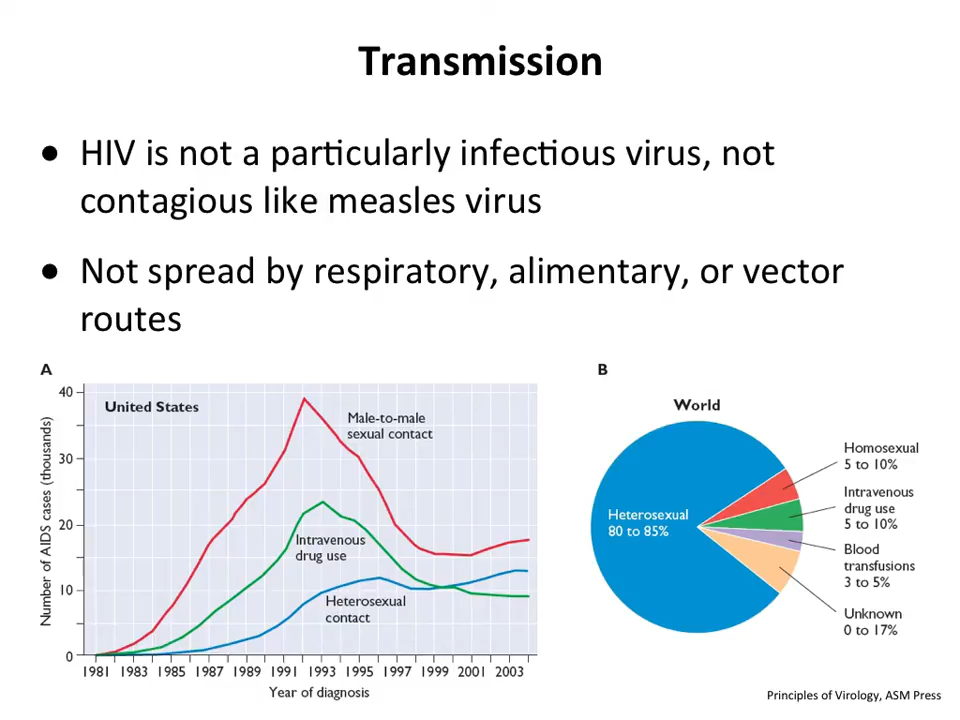 Transmission
• HIV is not a particularly infectious virus, not
contagious like measles virus
• Not spread by respiratory, alimentary, or vector
routes
A
United States
Number of AIDS cases (thousands)
40
30
20
10
0
Male-to-male
sexual contact
Intravenous
drug use
Heterosexual
contact
1981 1983 1985 1987 1989 1991 1993 1995 1997 1999 2001 2003
Year of diagnosis
B
World
Heterosexual
80 to 85%
Homosexual
5 to 10%
Intravenous
drug use
5 to 10%
Blood
transfusions
3 to 5%
Unknown
0 to 17%
Principles of Virology, ASM Press